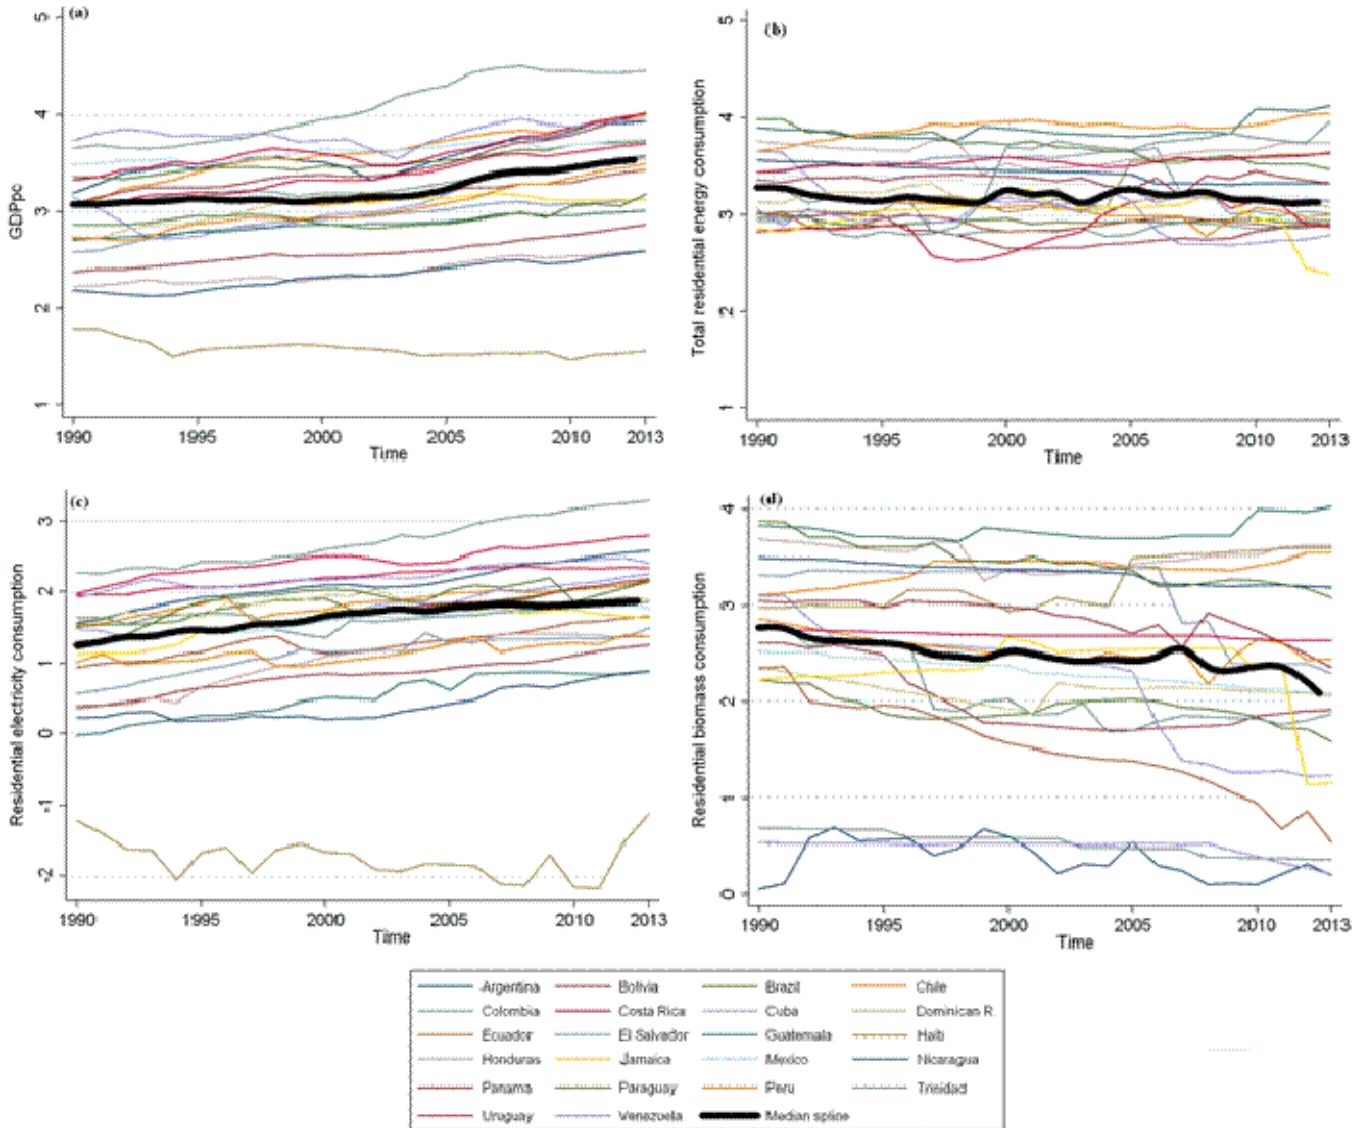 (a)
5
4
3
2
1
GDPpc
1990 1995 2000 2005 2010 2013
Time
(b)
5
4
3
2
1
Total residential energy consumption
1990 1995 2000 2005 2010 2013
Time
(c)
3
2
1
0
-1
-2
Residential electricity consumption
1990 1995 2000 2005 2010 2013
Time
(d)
4
3
2
1
0
Residential biomass consumption
1990 1995 2000 2005 2010 2013
Time
Argentina Bolivia Brazil Chile
Colombia Costa Rica Cuba Dominican R.
Ecuador El Salvador Guatemala Haiti
Honduras Jamaica Mexico Nicaragua
Panama Paraguay Peru Trinidad
Uruguay Venezuela Median spline